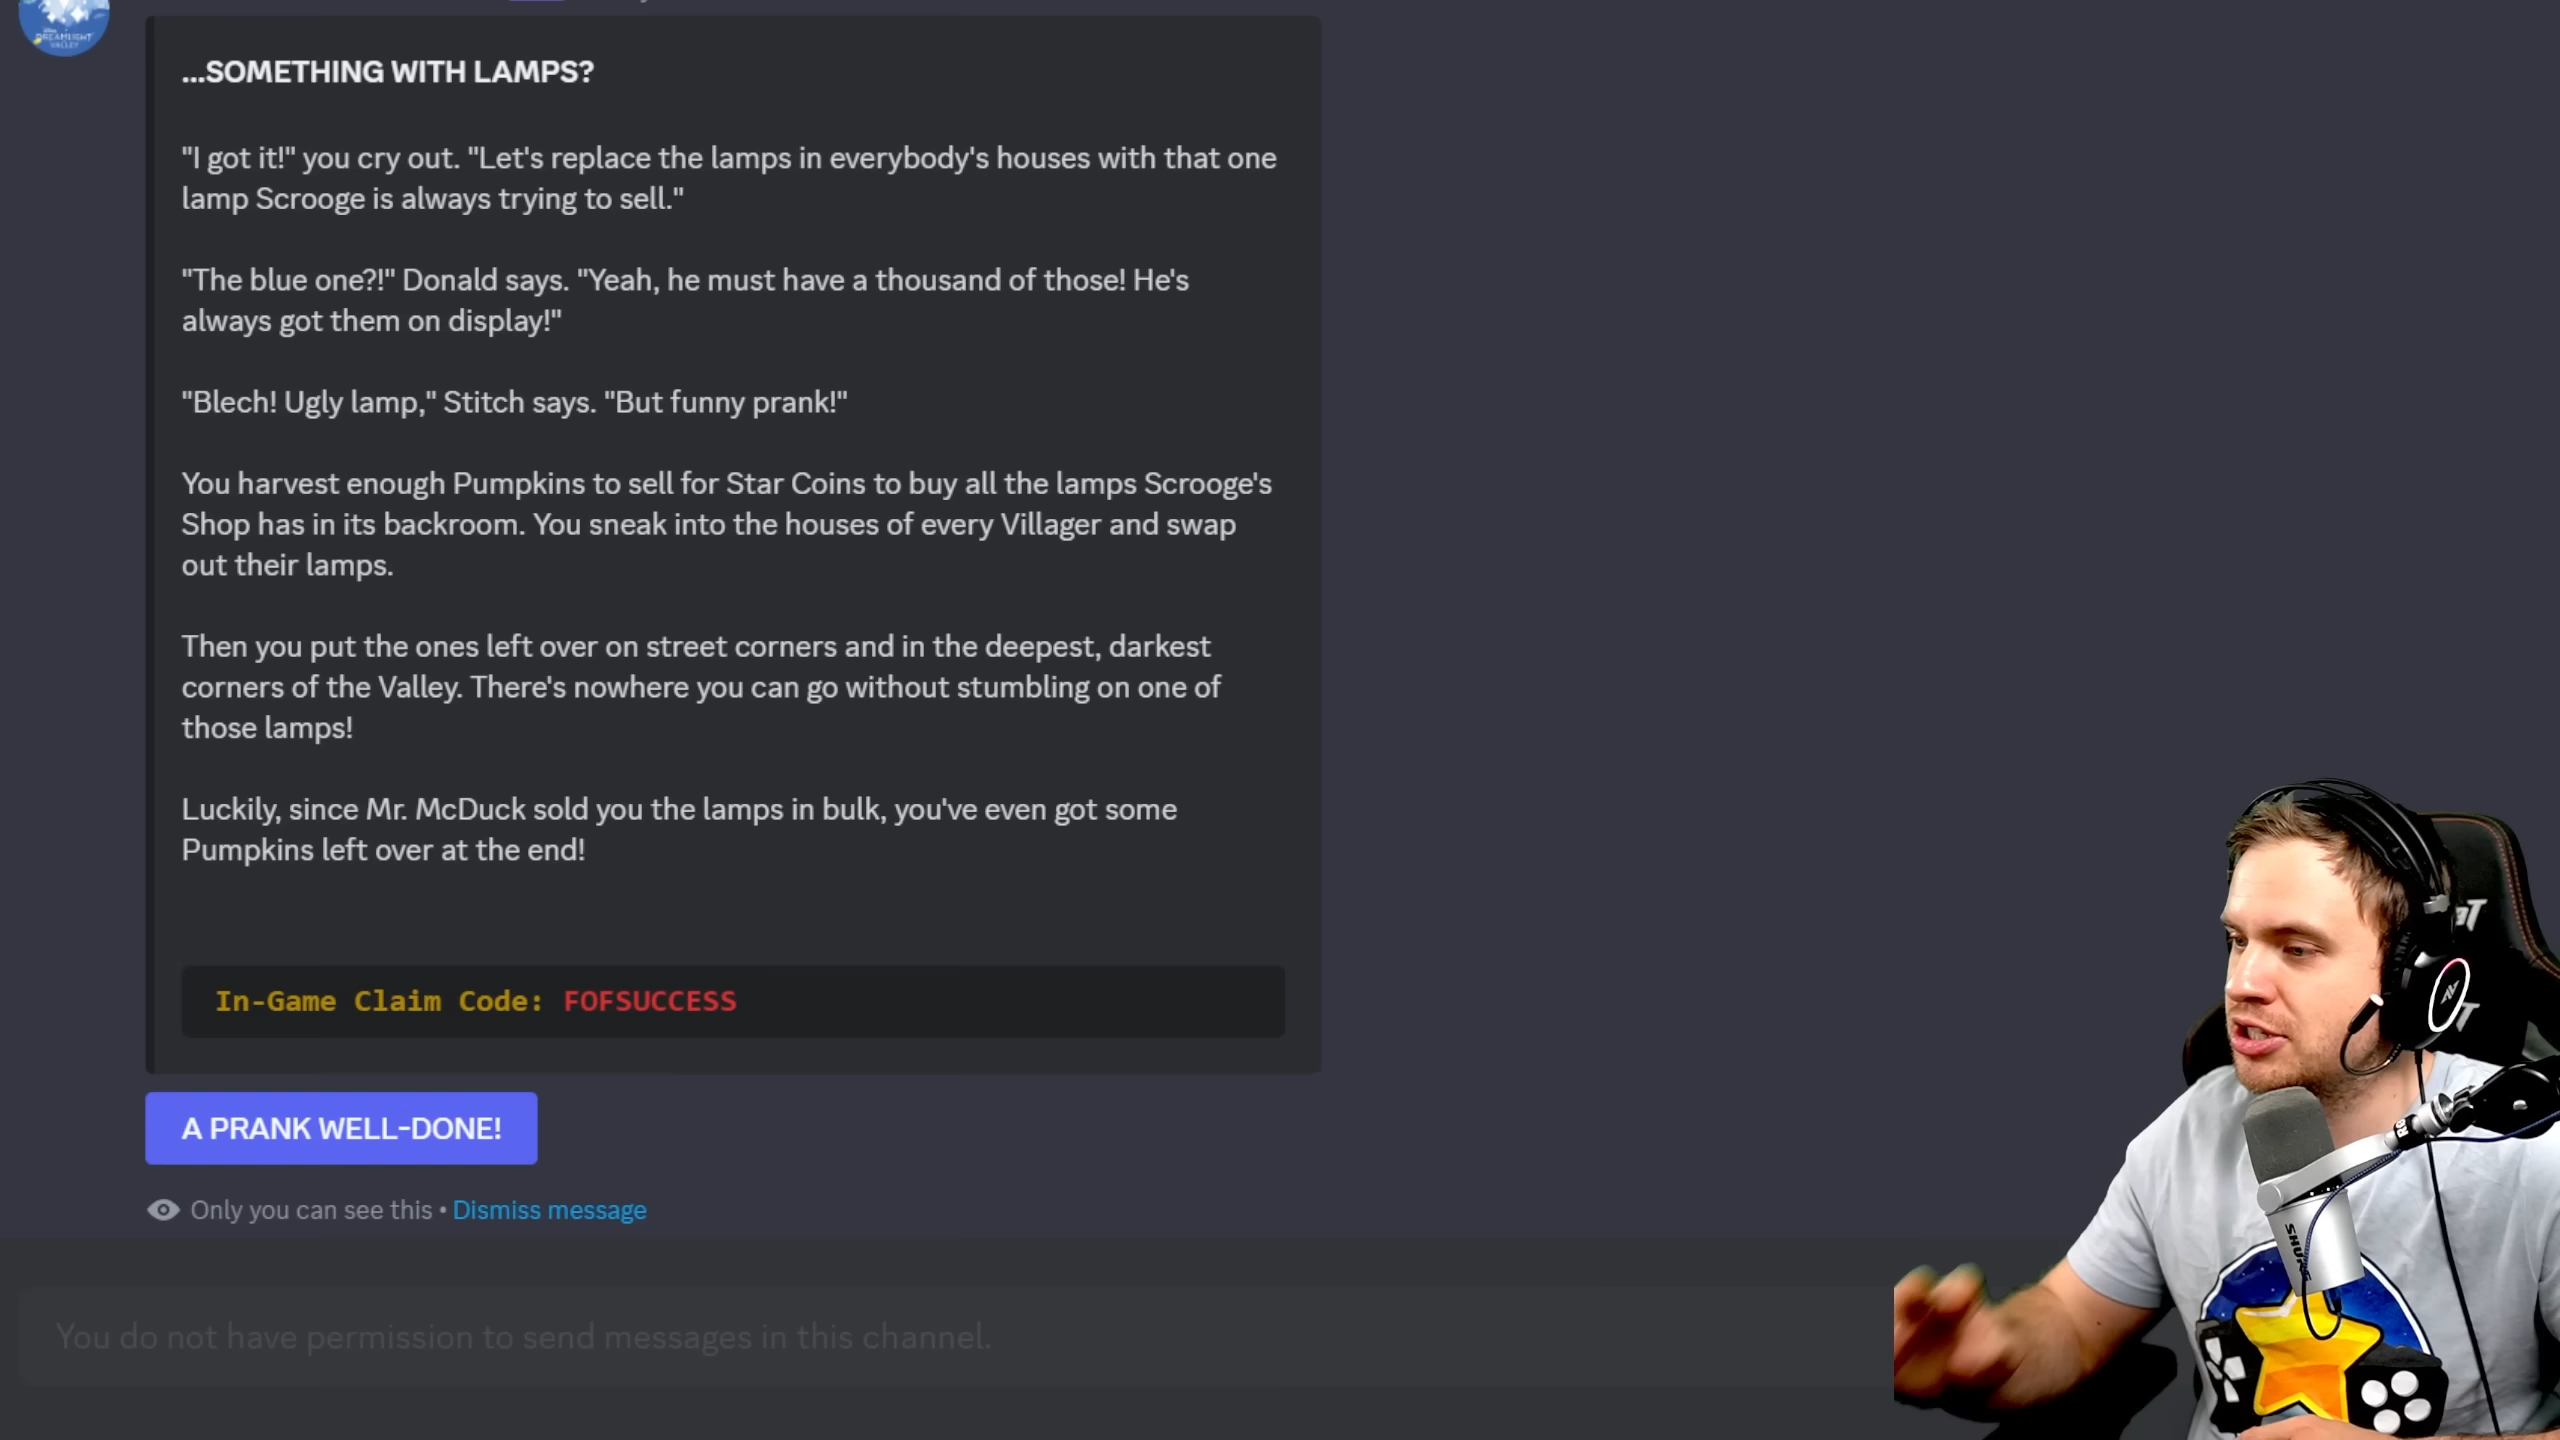 DREAMLIGHT
VALLEY
...SOMETHING WITH LAMPS?
"I got it!" you cry out. "Let's replace the lamps in everybody's houses with that one
lamp Scrooge is always trying to sell."
"The blue one?!" Donald says. "Yeah, he must have a thousand of those! He's
always got them on display!"
"Blech! Ugly lamp," Stitch says. "But funny prank!"
You harvest enough Pumpkins to sell for Star Coins to buy all the lamps Scrooge's
Shop has in its backroom. You sneak into the houses of every Villager and swap
out their lamps.
Then you put the ones left over on street corners and in the deepest, darkest
corners of the Valley. There's nowhere you can go without stumbling on one of
those lamps!
Luckily, since Mr. McDuck sold you the lamps in bulk, you've even got some
Pumpkins left over at the end!
In-Game Claim Code: FOFSUCCESS
A PRANK WELL-DONE!
Only you can see this • Dismiss message
You do not have permission to send messages in this channel.
SHURE